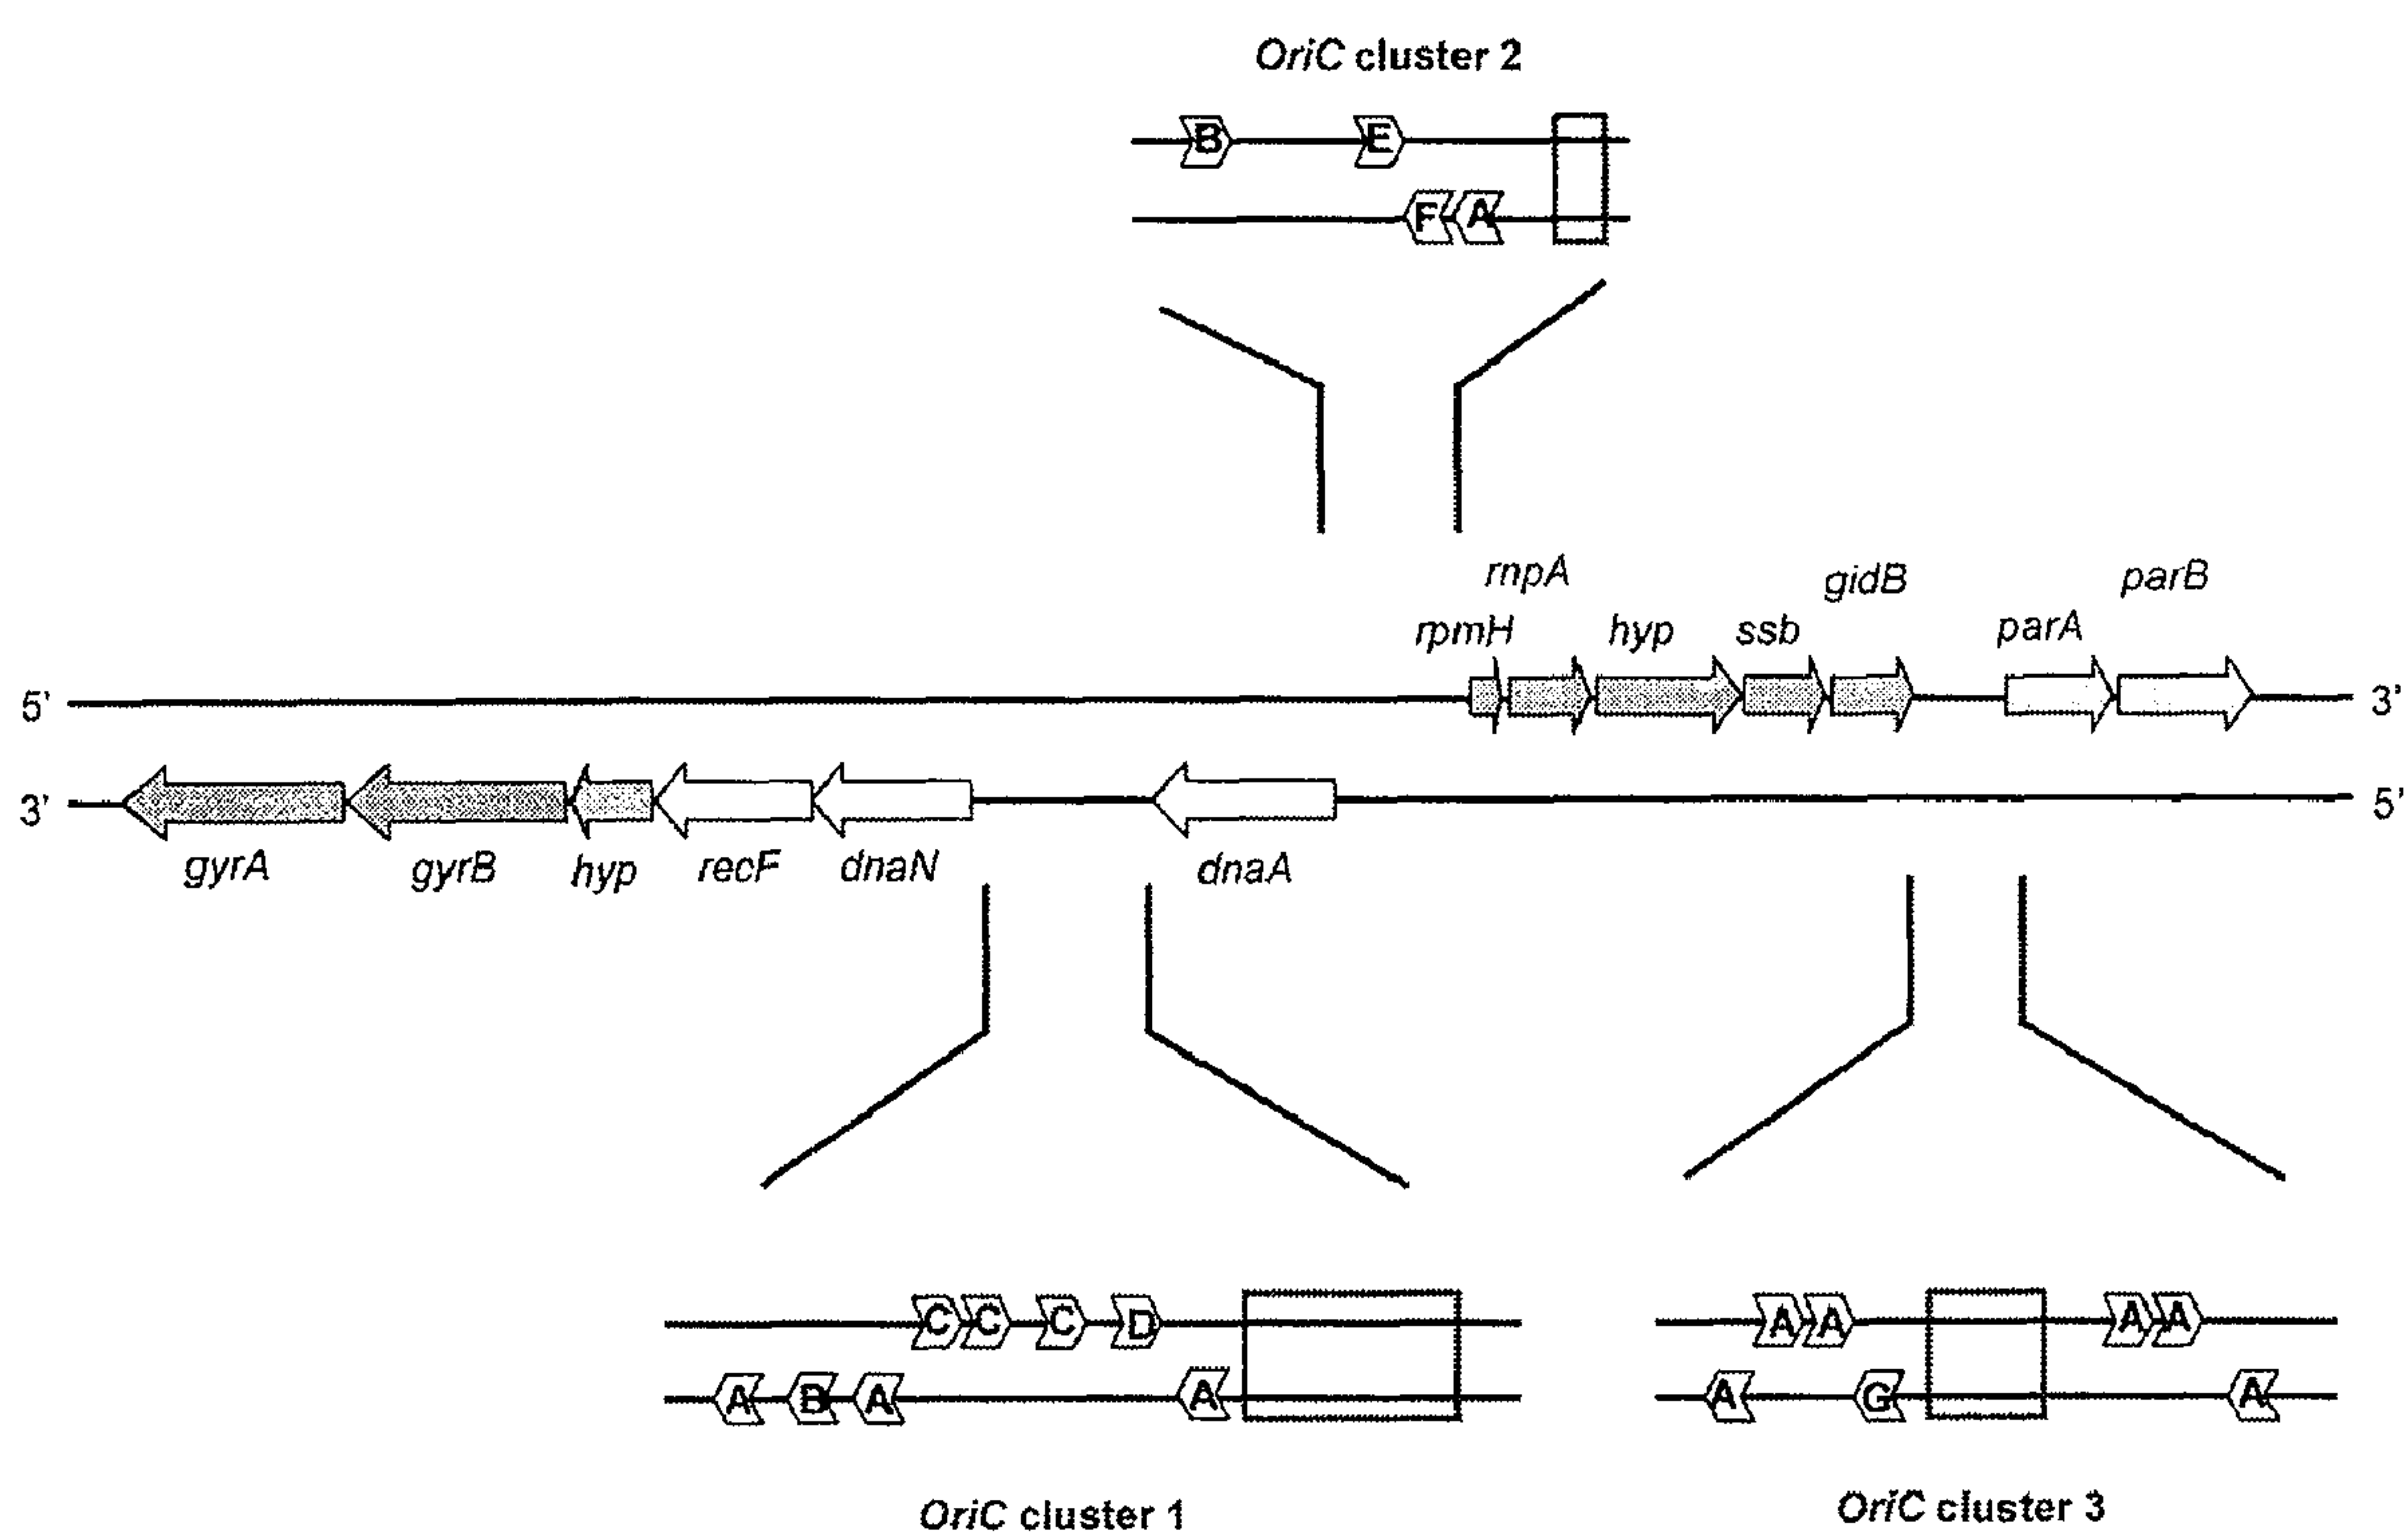 OriC cluster 2
B E
F A
rnpA gidB parB
rpmH hyp ssb parA
5' 3'
3' 5'
gyrA gyrB hyp recF dnaN dnaA
C C C D
A B A A
OriC cluster 1
A A A A
A G A
OriC cluster 3